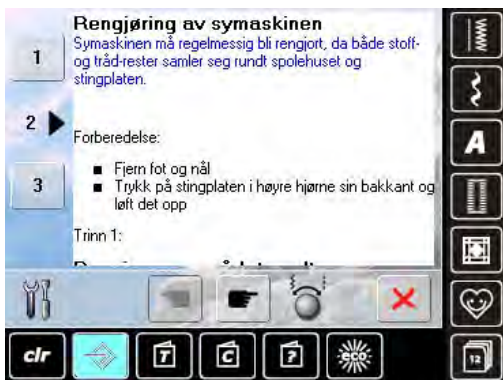 Rengjøring av symaskinen
Symaskinen må regelmessig bli rengjort, da både stoff-
og tråd-rester samler seg rundt spolehuset og
stingplaten.
1
2
3
Forberedelse:
Fjern fot og nål
Trykk på stingplaten i høyre hjørne sin bakkant og
løft det opp
Trinn 1:
A
clr
T
C
?
eco
12